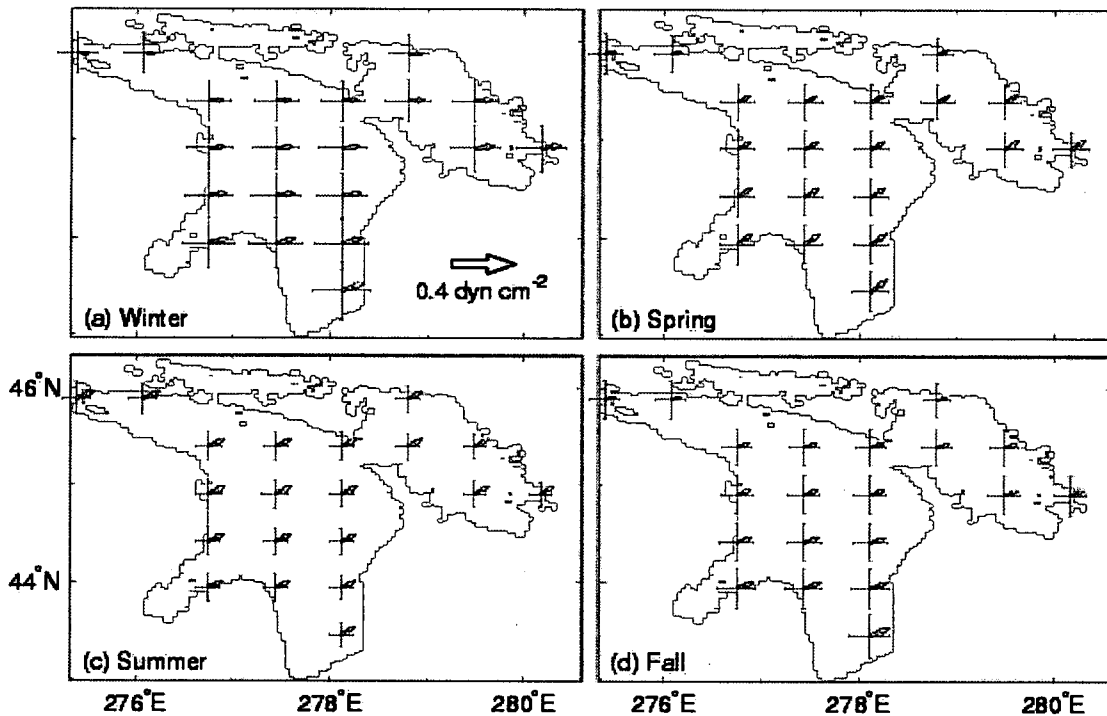 0.4 dyn cm⁻²
(a) Winter
(b) Spring
46°N
44°N
(c) Summer
(d) Fall
276°E 278°E 280°E 276°E 278°E 280°E